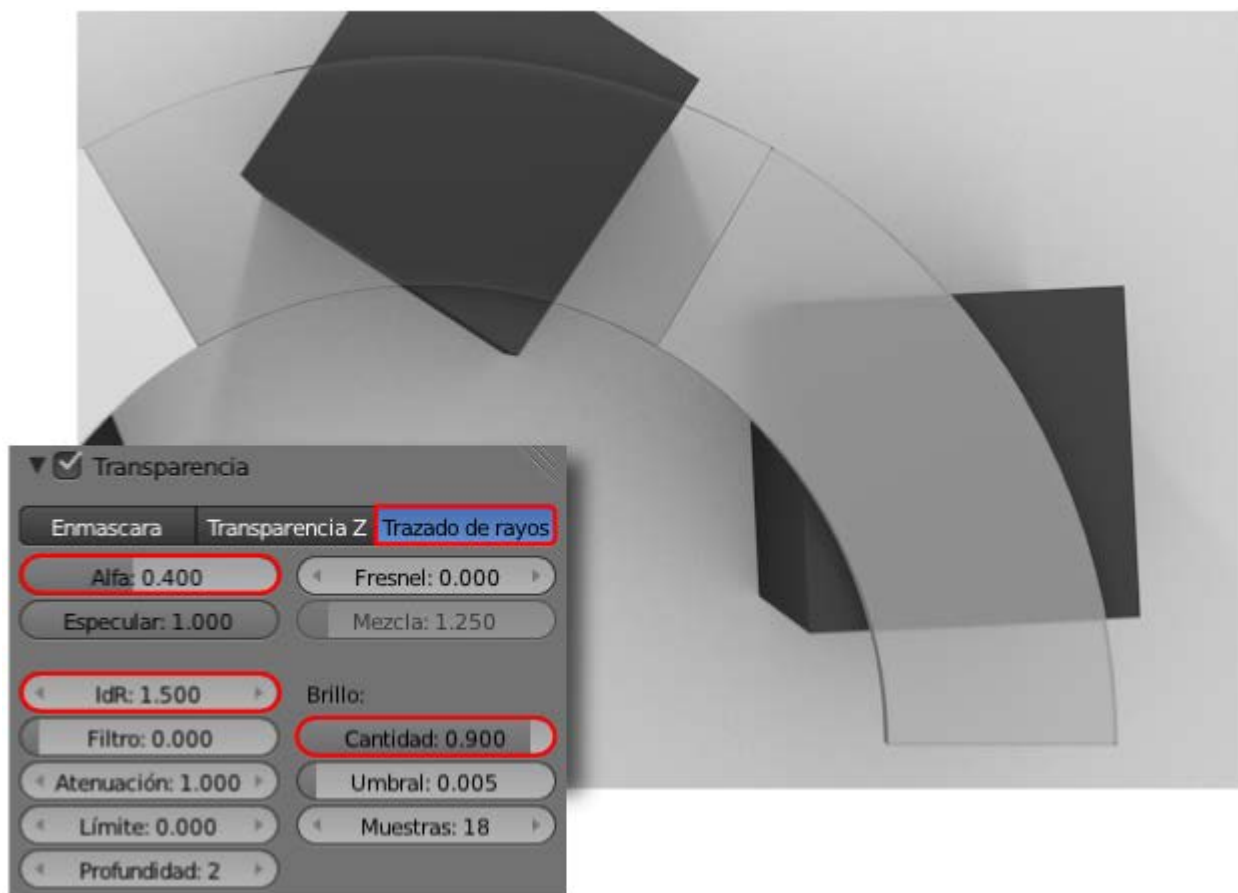 Transparencia
Enmascara Transparencia Z Trazado de rayos
Alfa: 0.400 Fresnel: 0.000
Especular: 1.000 Mezcla: 1.250
IdR: 1.500 Brillo:
Filtro: 0.000 Cantidad: 0.900
Atenuación: 1.000 Umbral: 0.005
Límite: 0.000 Muestras: 18
Profundidad: 2